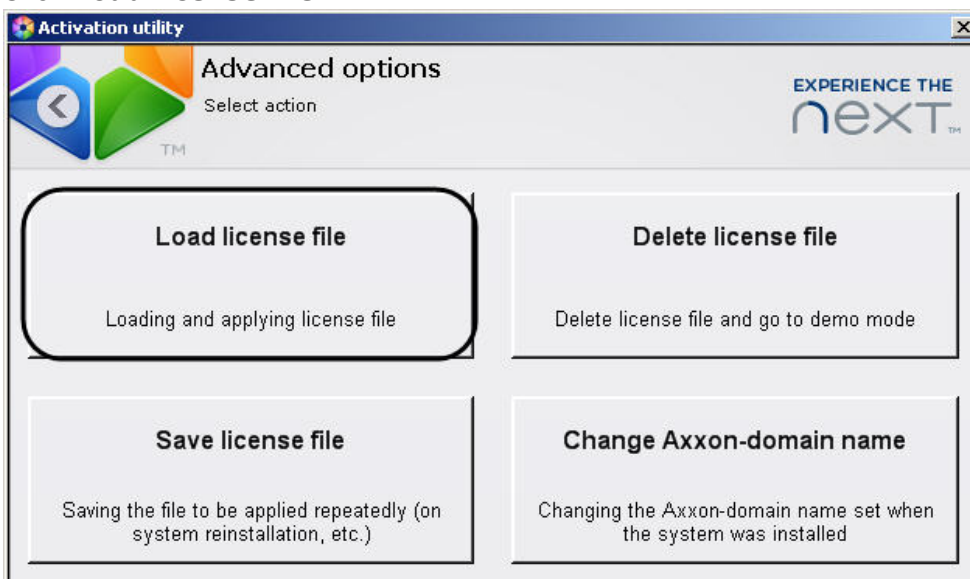 Activation utility
Advanced options
Select action
EXPERIENCE THE
next™
TM
Load license file
Loading and applying license file
Delete license file
Delete license file and go to demo mode
Save license file
Saving the file to be applied repeatedly (on
system reinstallation, etc.)
Change Axxon-domain name
Changing the Axxon-domain name set when
the system was installed